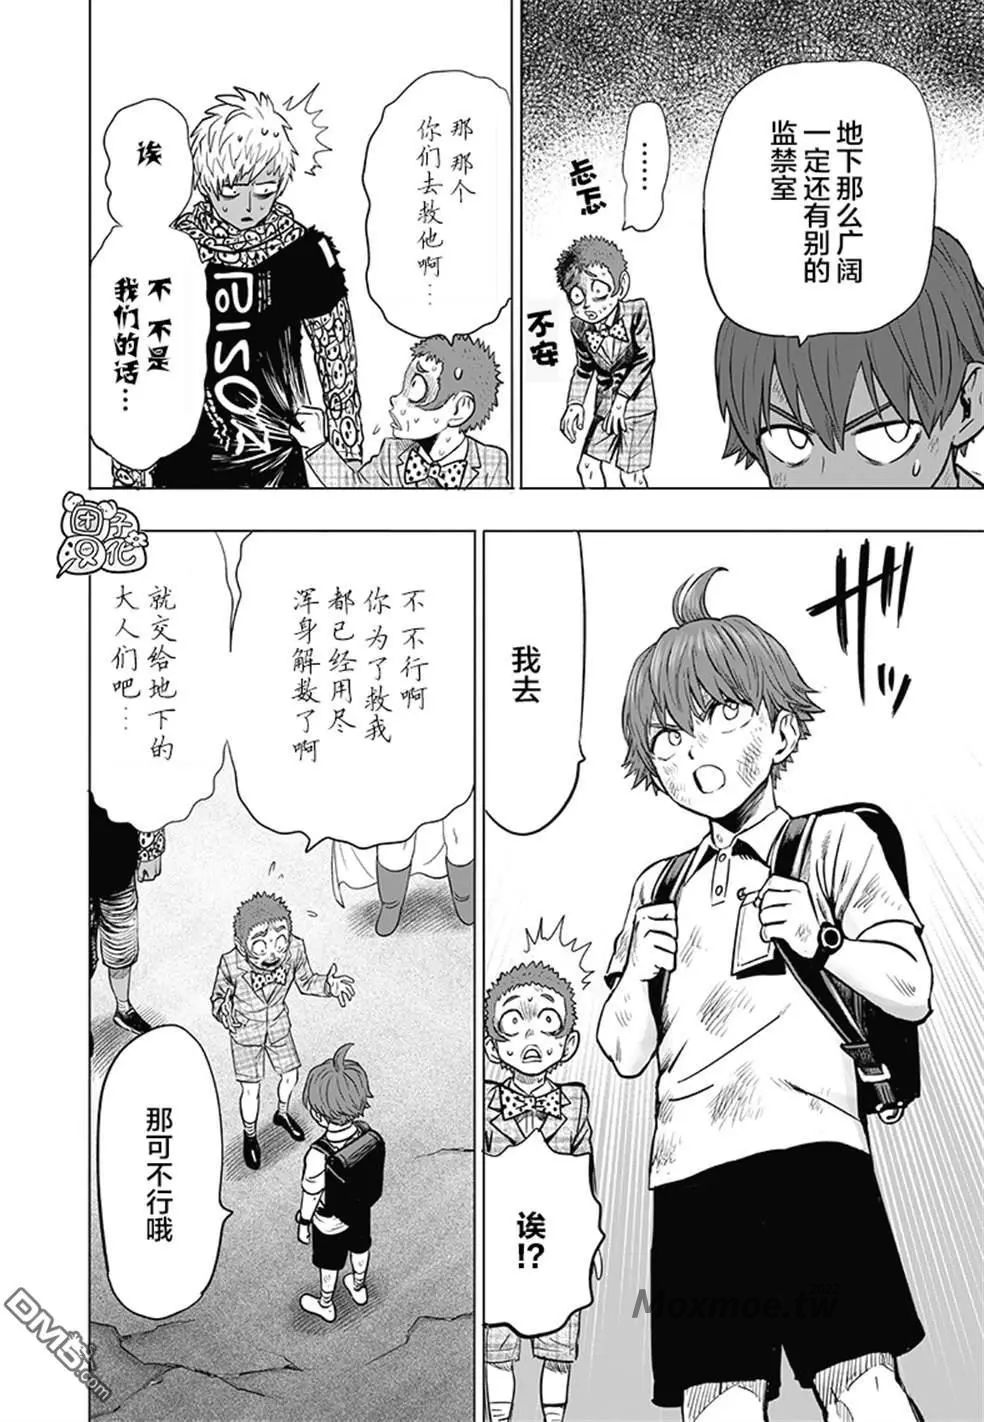 地下那么广阔
一定还有别的
监禁室
……
忐忑
不安
那 那个
你们去救他啊…
诶
不 不是
我们的话…
POISON
我去
诶!?
不 不行啊
你为了救我
都已经用尽
浑身解数了啊
就交给地下的
大人们吧…
那可不行哦
团子
汉化
2022
Moxmoe.tw
DM5
.com